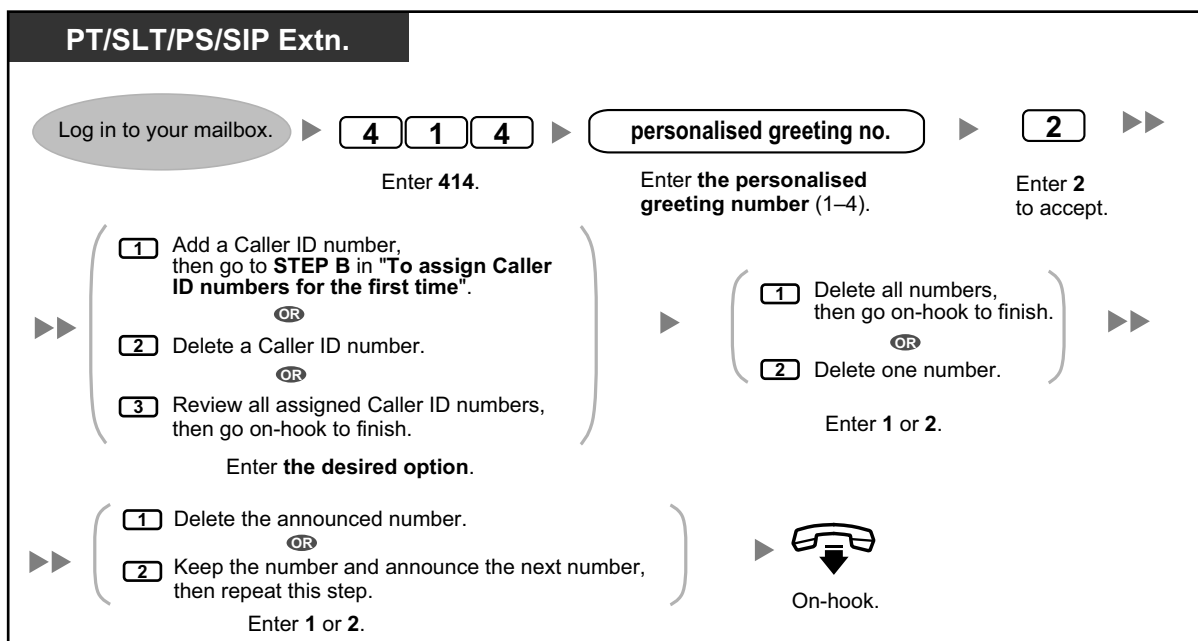 PT/SLT/PS/SIP Extn.
Log in to your mailbox.
4 1 4
Enter 414.
personalised greeting no.
Enter the personalised
greeting number (1–4).
2
Enter 2
to accept.
1 Add a Caller ID number,
then go to STEP B in "To assign Caller
ID numbers for the first time".
OR
2 Delete a Caller ID number.
OR
3 Review all assigned Caller ID numbers,
then go on-hook to finish.
Enter the desired option.
1 Delete all numbers,
then go on-hook to finish.
OR
2 Delete one number.
Enter 1 or 2.
1 Delete the announced number.
OR
2 Keep the number and announce the next number,
then repeat this step.
Enter 1 or 2.
On-hook.